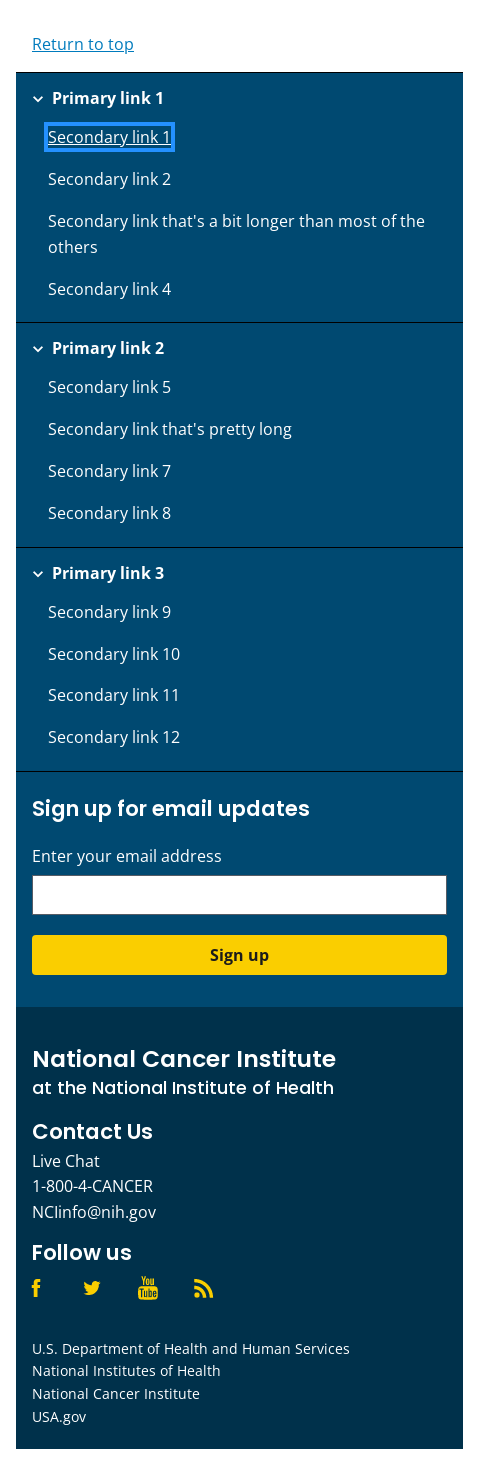 Return to top
Primary link 1
Secondary link 1
Secondary link 2
Secondary link that's a bit longer than most of the
others
Secondary link 4
Primary link 2
Secondary link 5
Secondary link that's pretty long
Secondary link 7
Secondary link 8
Primary link 3
Secondary link 9
Secondary link 10
Secondary link 11
Secondary link 12
Sign up for email updates
Enter your email address
Sign up
National Cancer Institute
at the National Institute of Health
Contact Us
Live Chat
1-800-4-CANCER
NCIinfo@nih.gov
Follow us
You
Tube
U.S. Department of Health and Human Services
National Institutes of Health
National Cancer Institute
USA.gov